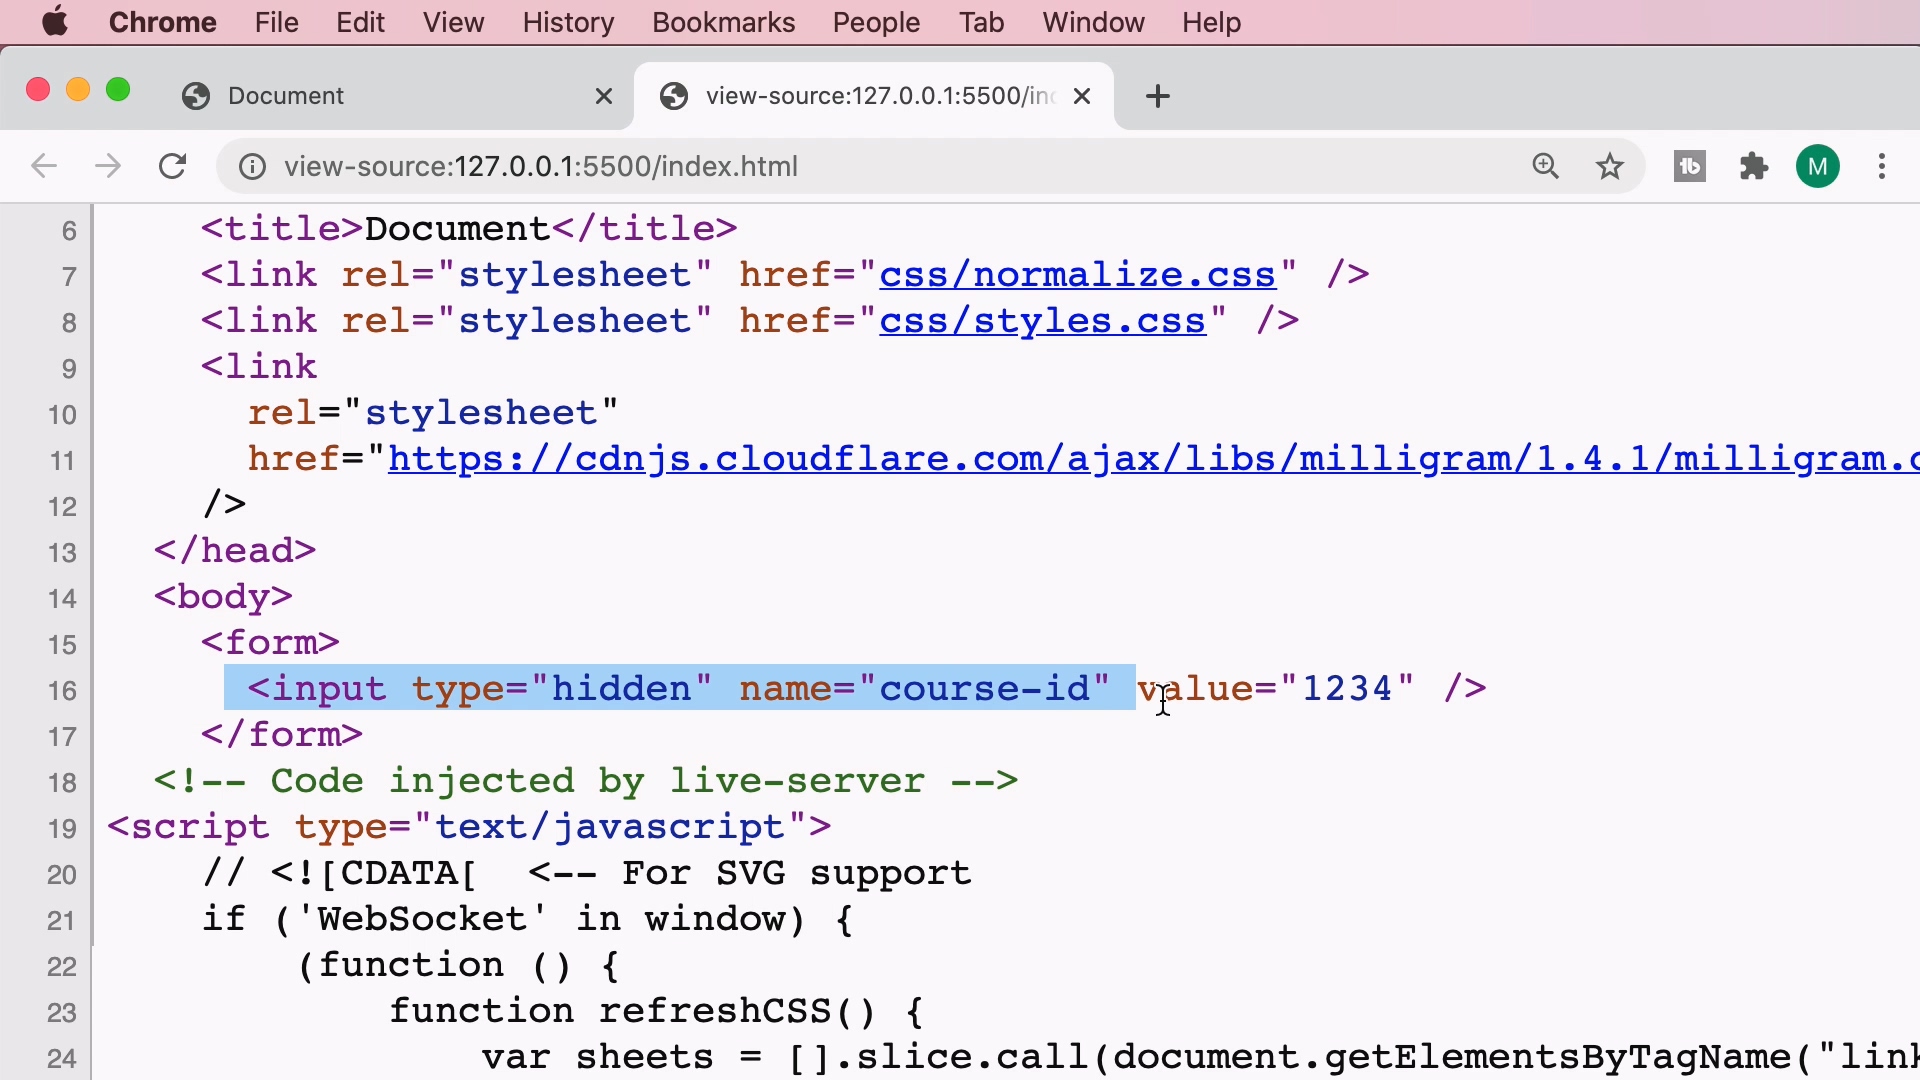 Chrome File Edit View History Bookmarks People Tab Window Help
Document
view-source:127.0.0.1:5500/inc
view-source:127.0.0.1:5500/index.html
M
6 <title>Document</title>
7 <link rel="stylesheet" href="css/normalize.css" />
8 <link rel="stylesheet" href="css/styles.css" />
9 <link
10 rel="stylesheet"
11 href="https://cdnjs.cloudflare.com/ajax/libs/milligram/1.4.1/milligram.c
12 />
13 </head>
14 <body>
15 <form>
16 <input type="hidden" name="course-id" value="1234" />
17 </form>
18 <!-- Code injected by live-server -->
19 <script type="text/javascript">
20 // <![CDATA[ <-- For SVG support
21 if ('WebSocket' in window) {
22 (function () {
23 function refreshCSS() {
24 var sheets = [].slice.call(document.getElementsByTagName("link